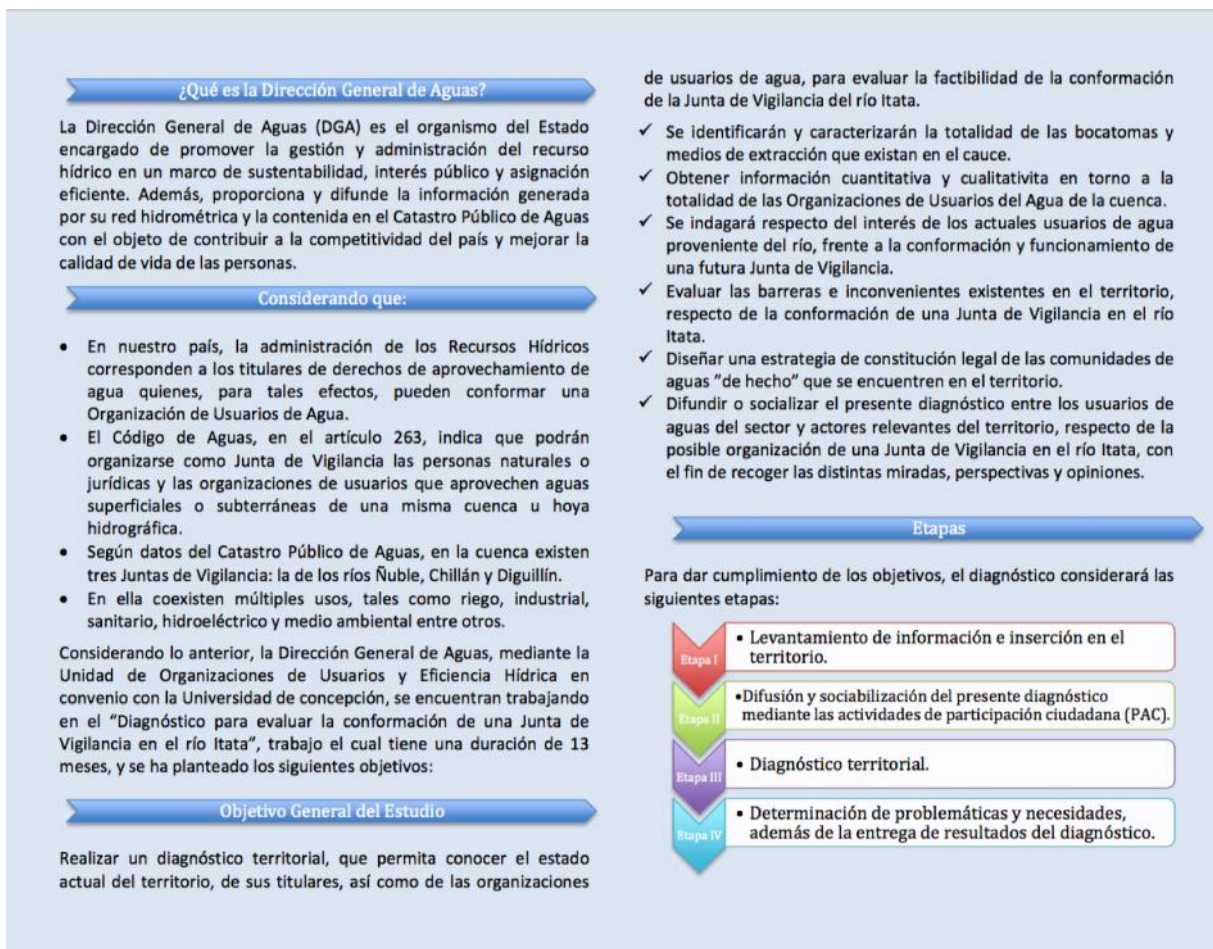 ¿Qué es la Dirección General de Aguas?
La Dirección General de Aguas (DGA) es el organismo del Estado
encargado de promover la gestión y administración del recurso
hídrico en un marco de sustentabilidad, interés público y asignación
eficiente. Además, proporciona y difunde la información generada
por su red hidrométrica y la contenida en el Catastro Público de Aguas
con el objeto de contribuir a la competitividad del país y mejorar la
calidad de vida de las personas.
Considerando que:
• En nuestro país, la administración de los Recursos Hídricos
corresponden a los titulares de derechos de aprovechamiento de
agua quienes, para tales efectos, pueden conformar una
Organización de Usuarios de Agua.
• El Código de Aguas, en el artículo 263, indica que podrán
organizarse como Junta de Vigilancia las personas naturales o
jurídicas y las organizaciones de usuarios que aprovechen aguas
superficiales o subterráneas de una misma cuenca u hoya
hidrográfica.
• Según datos del Catastro Público de Aguas, en la cuenca existen
tres Juntas de Vigilancia: la de los ríos Ñuble, Chillán y Diguillín.
• En ella coexisten múltiples usos, tales como riego, industrial,
sanitario, hidroeléctrico y medio ambiental entre otros.
Considerando lo anterior, la Dirección General de Aguas, mediante la
Unidad de Organizaciones de Usuarios y Eficiencia Hídrica en
convenio con la Universidad de concepción, se encuentran trabajando
en el "Diagnóstico para evaluar la conformación de una Junta de
Vigilancia en el río Itata", trabajo el cual tiene una duración de 13
meses, y se ha planteado los siguientes objetivos:
Objetivo General del Estudio
Realizar un diagnóstico territorial, que permita conocer el estado
actual del territorio, de sus titulares, así como de las organizaciones
de usuarios de agua, para evaluar la factibilidad de la conformación
de la Junta de Vigilancia del río Itata.
✓ Se identificarán y caracterizarán la totalidad de las bocatomas y
medios de extracción que existan en el cauce.
✓ Obtener información cuantitativa y cualitativita en torno a la
totalidad de las Organizaciones de Usuarios del Agua de la cuenca.
✓ Se indagará respecto del interés de los actuales usuarios de agua
proveniente del río, frente a la conformación y funcionamiento de
una futura Junta de Vigilancia.
✓ Evaluar las barreras e inconvenientes existentes en el territorio,
respecto de la conformación de una Junta de Vigilancia en el río
Itata.
✓ Diseñar una estrategia de constitución legal de las comunidades de
aguas "de hecho" que se encuentren en el territorio.
✓ Difundir o socializar el presente diagnóstico entre los usuarios de
aguas del sector y actores relevantes del territorio, respecto de la
posible organización de una Junta de Vigilancia en el río Itata, con
el fin de recoger las distintas miradas, perspectivas y opiniones.
Etapas
Para dar cumplimiento de los objetivos, el diagnóstico considerará las
siguientes etapas:
Etapa I
• Levantamiento de información e inserción en el
territorio.
Etapa II
•Difusión y sociabilización del presente diagnóstico
mediante las actividades de participación ciudadana (PAC).
Etapa III
• Diagnóstico territorial.
Etapa IV
• Determinación de problemáticas y necesidades,
además de la entrega de resultados del diagnóstico.